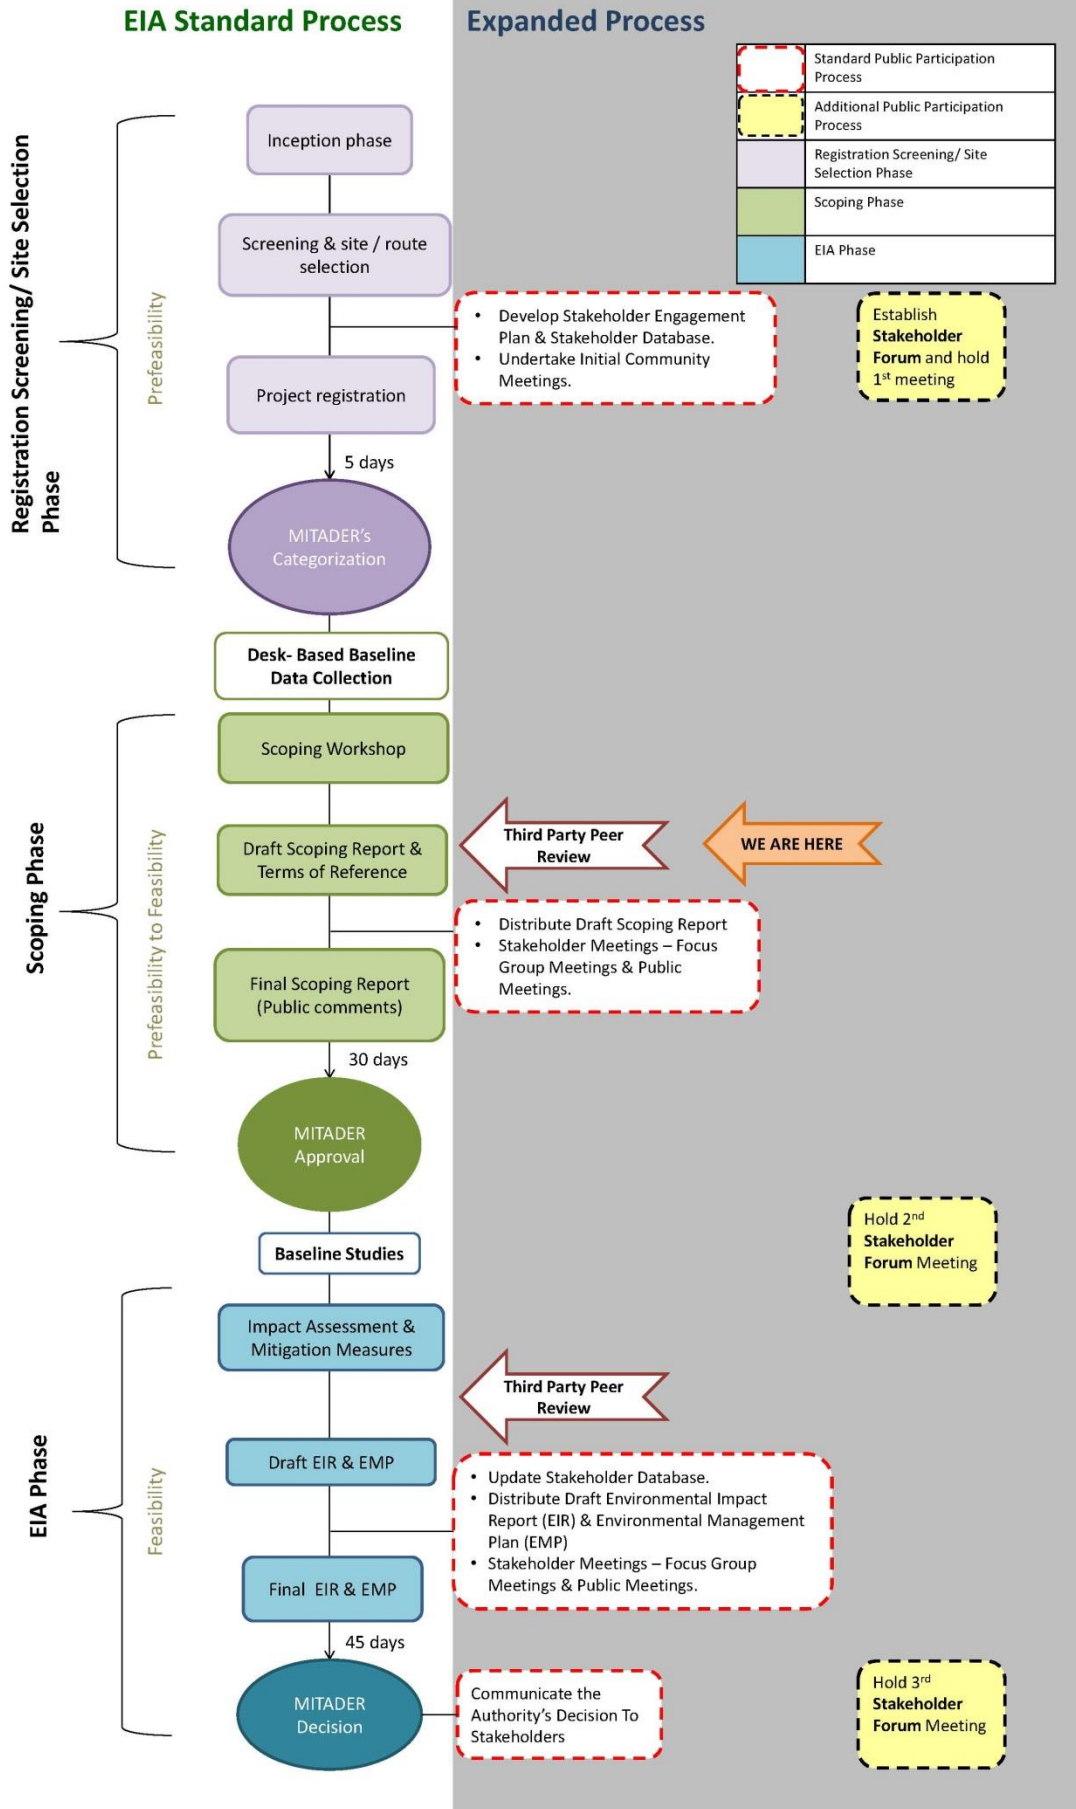 EIA Standard Process
Expanded Process
Standard Public Participation
Process
Additional Public Participation
Process
Registration Screening/ Site
Selection Phase
Scoping Phase
EIA Phase
Registration Screening/ Site Selection
Phase
Prefeasibility
Inception phase
Screening & site / route
selection
• Develop Stakeholder Engagement
Plan & Stakeholder Database.
• Undertake Initial Community
Meetings.
Establish
Stakeholder
Forum and hold
1st meeting
Project registration
5 days
MITADER's
Categorization
Desk- Based Baseline
Data Collection
Scoping Phase
Prefeasibility to Feasibility
Scoping Workshop
Draft Scoping Report &
Terms of Reference
Third Party Peer
Review
WE ARE HERE
• Distribute Draft Scoping Report
• Stakeholder Meetings – Focus
Group Meetings & Public
Meetings.
Final Scoping Report
(Public comments)
30 days
MITADER
Approval
Hold 2nd
Stakeholder
Forum Meeting
Baseline Studies
EIA Phase
Feasibility
Impact Assessment &
Mitigation Measures
Third Party Peer
Review
Draft EIR & EMP
• Update Stakeholder Database.
• Distribute Draft Environmental Impact
Report (EIR) & Environmental Management
Plan (EMP)
• Stakeholder Meetings – Focus Group
Meetings & Public Meetings.
Final EIR & EMP
45 days
MITADER
Decision
Communicate the
Authority's Decision To
Stakeholders
Hold 3rd
Stakeholder
Forum Meeting